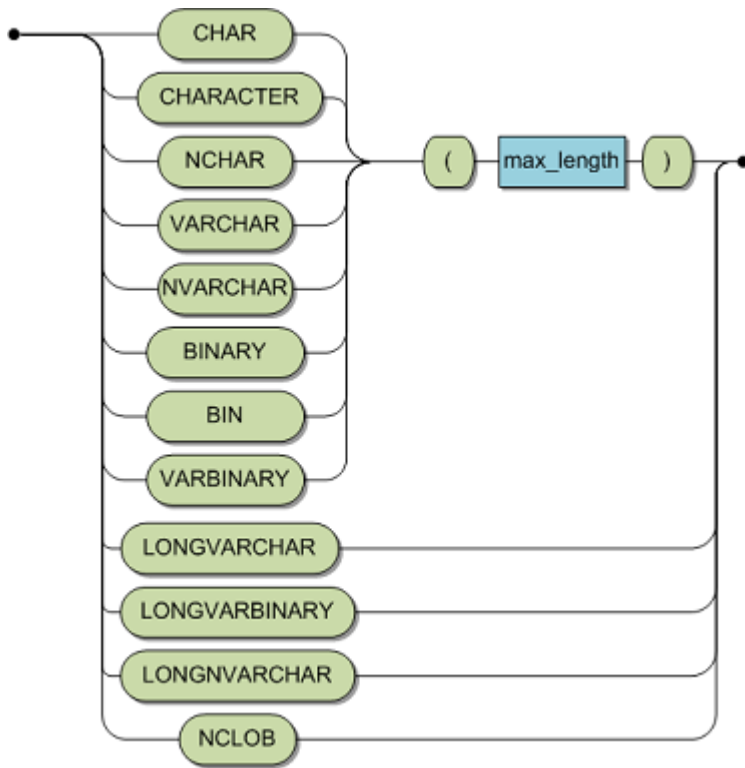 CHAR
CHARACTER
NCHAR ( max_length )
VARCHAR
NVARCHAR
BINARY
BIN
VARBINARY
LONGVARCHAR
LONGVARBINARY
LONGNVARCHAR
NCLOB